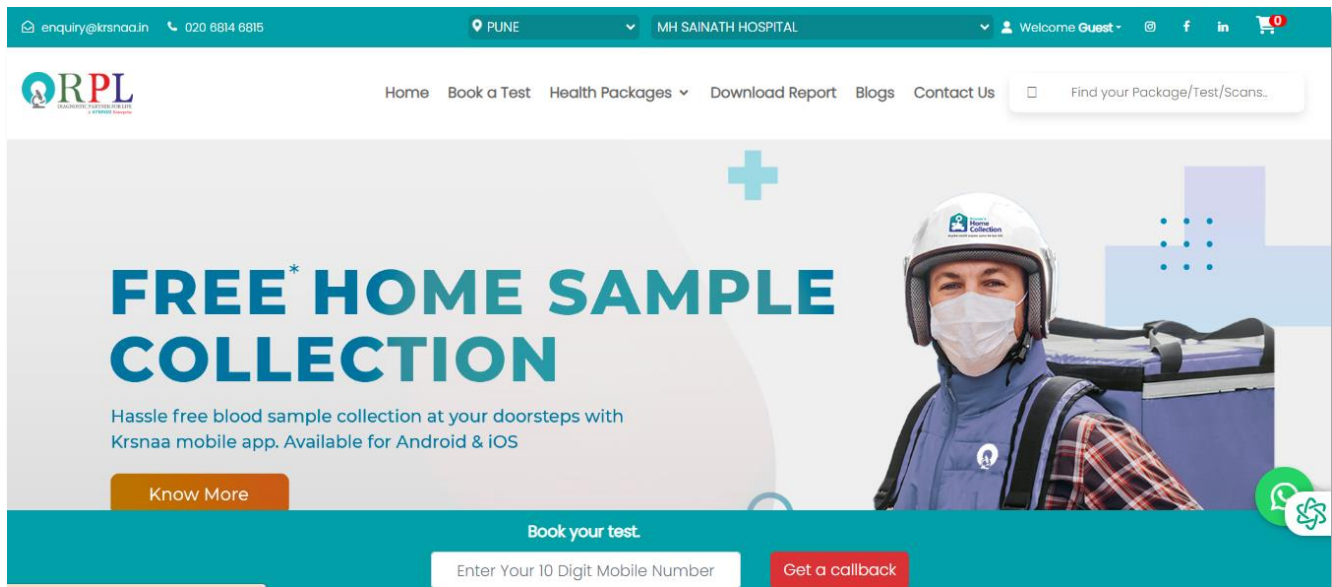 enquiry@krsnaa.in 020 6814 6815 PUNE MH SAINATH HOSPITAL Welcome Guest f in 0
RPL
DIAGNOSTIC PARTNER FOR LIFE
Home Book a Test Health Packages Download Report Blogs Contact Us Find your Package/Test/Scans..
Home
Collection
FREE* HOME SAMPLE
COLLECTION
Hassle free blood sample collection at your doorsteps with
Krsnaa mobile app. Available for Android & iOS
Know More
Book your test.
Enter Your 10 Digit Mobile Number Get a callback